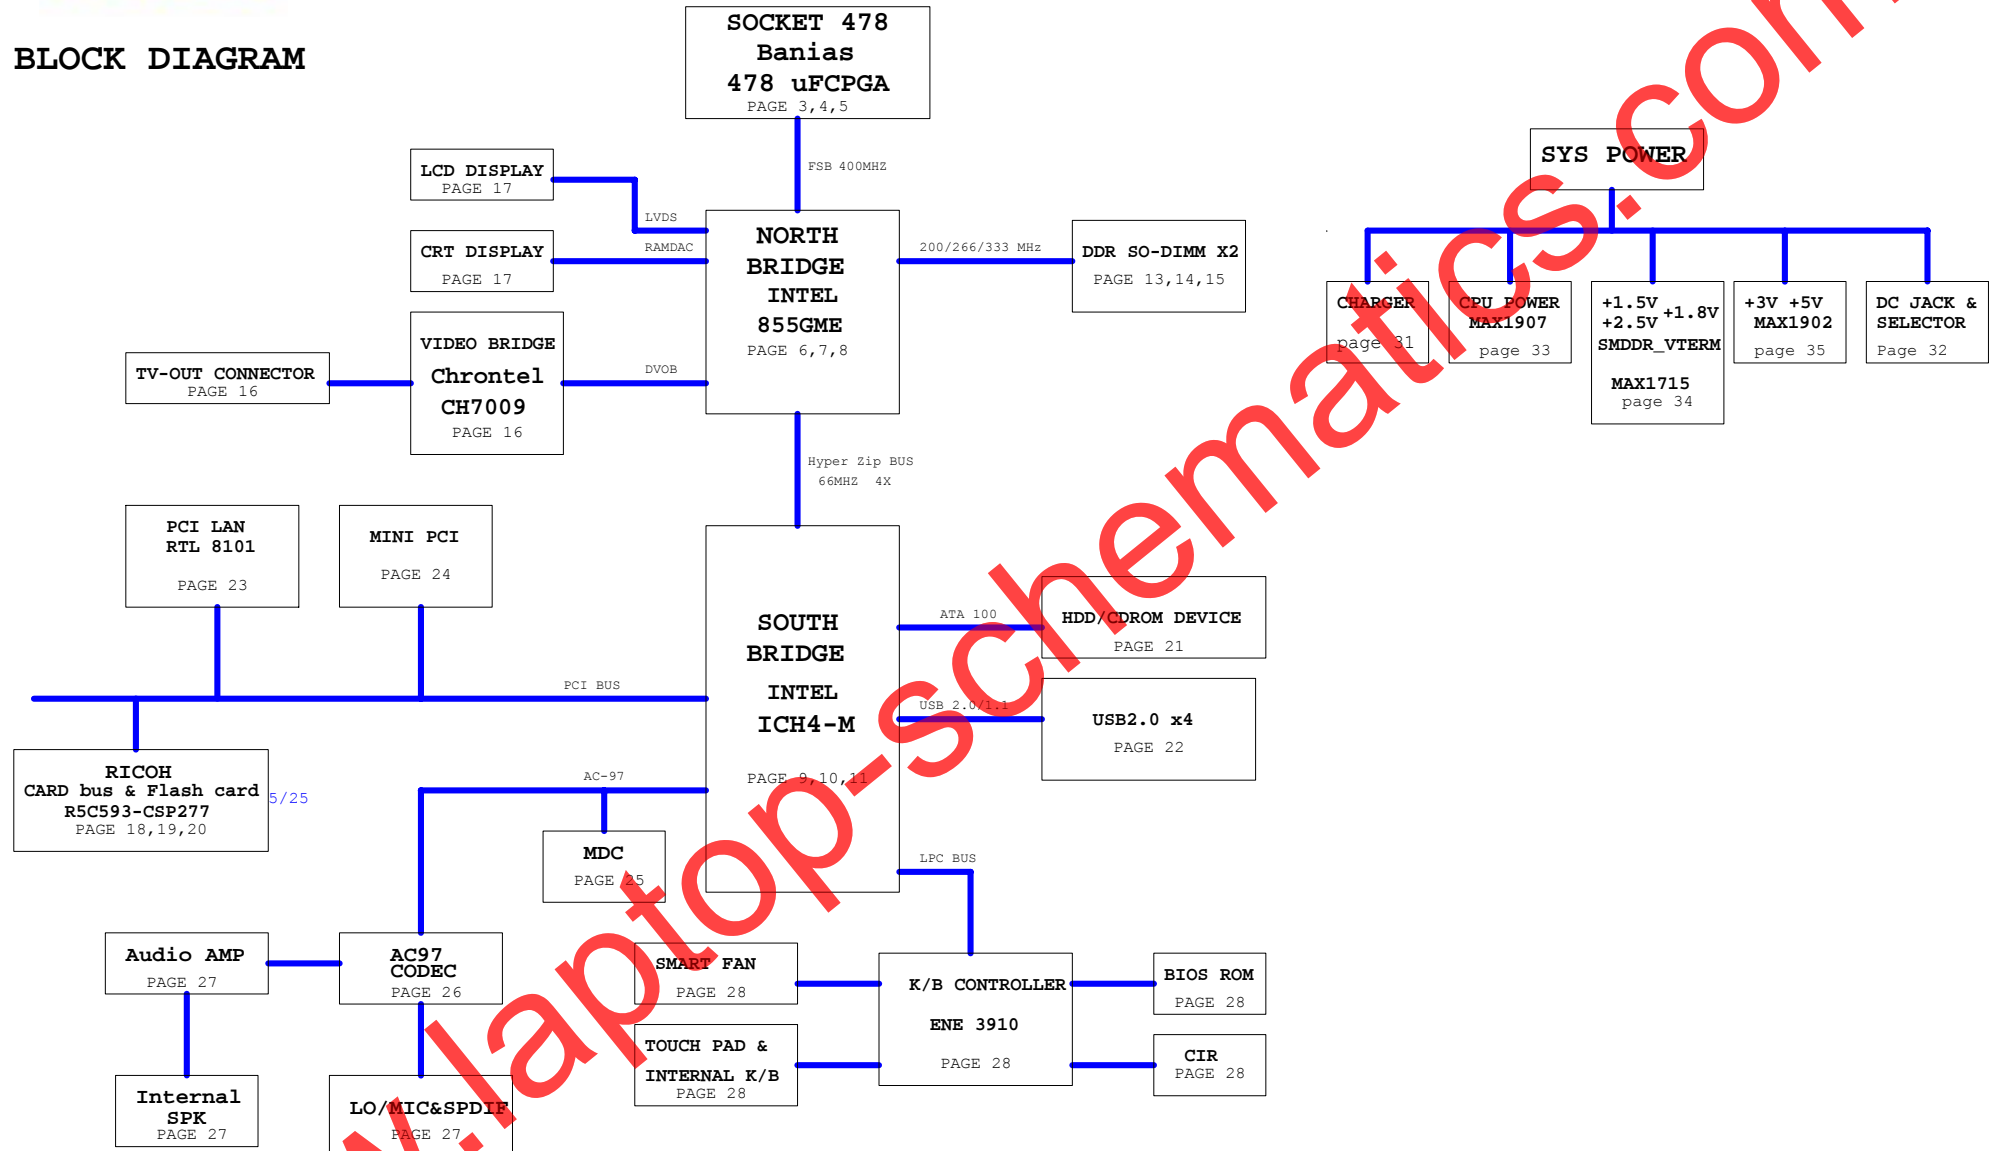 BLOCK DIAGRAM
SOCKET 478
Banias
478 uFCPGA
PAGE 3,4,5
FSB 400MHZ
LCD DISPLAY
PAGE 17
LVDS
RAMDAC
CRT DISPLAY
PAGE 17
NORTH
BRIDGE
INTEL
855GME
PAGE 6,7,8
200/266/333 MHz
DDR SO-DIMM X2
PAGE 13,14,15
VIDEO BRIDGE
Chrontel
CH7009
PAGE 16
DVOB
TV-OUT CONNECTOR
PAGE 16
SYS POWER
CHARGER
page 31
CPU POWER
MAX1907
page 33
+1.5V
+1.8V
+2.5V
SMDDR_VTERM
MAX1715
page 34
+3V +5V
MAX1902
page 35
DC JACK &
SELECTOR
Page 32
Hyper Zip BUS
66MHZ 4X
PCI LAN
RTL 8101
PAGE 23
MINI PCI
PAGE 24
PCI BUS
SOUTH
BRIDGE
INTEL
ICH4-M
PAGE 9,10,11
ATA 100
HDD/CDROM DEVICE
PAGE 21
USB 2.0/1.1
USB2.0 x4
PAGE 22
RICOH
CARD bus & Flash card
R5C593-CSP277
PAGE 18,19,20
5/25
AC-97
MDC
PAGE 25
LPC BUS
Audio AMP
PAGE 27
AC97
CODEC
PAGE 26
SMART FAN
PAGE 28
K/B CONTROLLER
ENE 3910
PAGE 28
BIOS ROM
PAGE 28
TOUCH PAD &
INTERNAL K/B
PAGE 28
CIR
PAGE 28
Internal
SPK
PAGE 27
LO/MIC&SPDIF
PAGE 27
w.laptop-schematics.com